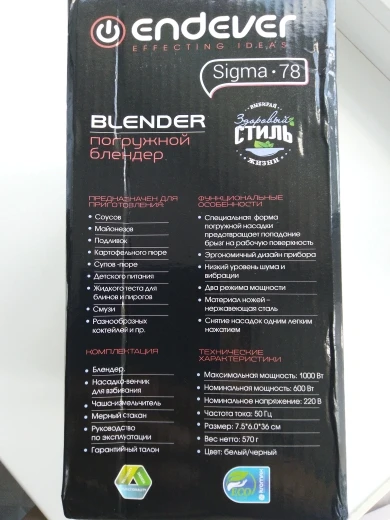 endever
EFFECTING IDEAS
Sigma · 78
BLENDER
погружной
блендер
ВЫБИРАЯ
Здоровый
СТИЛЬ
ЖИЗНИ
ПРЕДНАЗНАЧЕН ДЛЯ
ПРИГОТОВЛЕНИЯ:
• Соусов
• Майонезов
• Подливок
• Картофельного пюре
• Супов-пюре
• Детского питания
• Жидкого теста для
блинов и пирогов
• Смузи
• Разнообразных
коктейлей и пр.
ФУНКЦИОНАЛЬНЫЕ
ОСОБЕННОСТИ
• Специальная форма
погружной насадки
предотвращает попадание
брызг на рабочую поверхность
• Эргономичный дизайн прибора
• Низкий уровень шума и
вибрации
• Два режима мощности
• Материал ножей –
нержавеющая сталь
• Снятие насадок одним легким
нажатием
КОМПЛЕКТАЦИЯ
• Блендер
• Насадка-венчик
для взбивания
• Чаша-измельчитель
• Мерный стакан
• Руководство
по эксплуатации
• Гарантийный талон
ТЕХНИЧЕСКИЕ
ХАРАКТЕРИСТИКИ
• Максимальная мощность: 1000 Вт
• Номинальная мощность: 600 Вт
• Номинальное напряжение: 220 В
• Частота тока: 50 Гц
• Размер: 7.5*6.0*36 см
• Вес нетто: 570 г
• Цвет: белый/черный
ECO
kromax